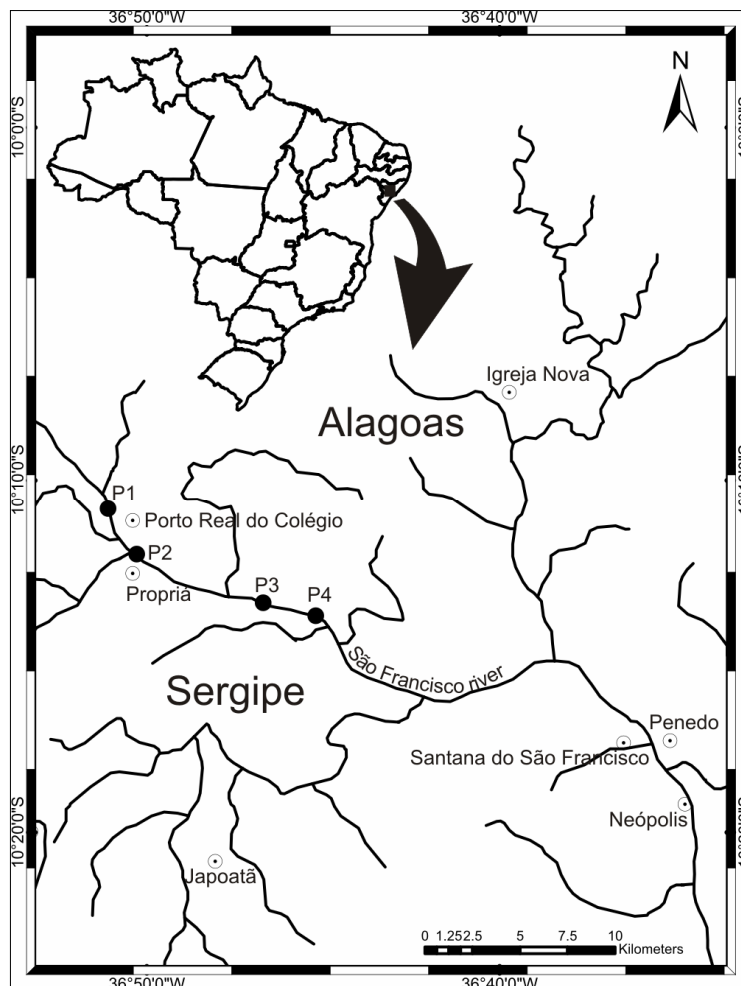 36°50'0"W 36°40'0"W
N
10°0'0"S
Igreja Nova
Alagoas
10°10'0"S
P1
Porto Real do Colégio
P2
Propriá
P3
P4
São Francisco river
Sergipe
Penedo
Santana do São Francisco
Neópolis
10°20'0"S
Japoatã
0 1.25 2.5 5 7.5 10
Kilometers
36°50'0"W 36°40'0"W